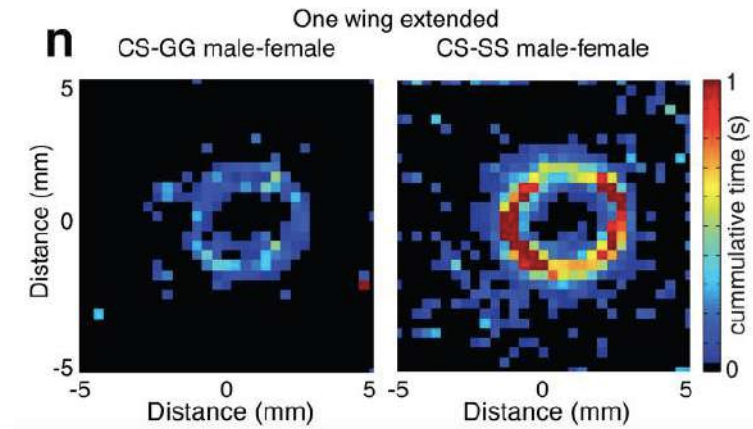 n
One wing extended
CS-GG male-female
CS-SS male-female
Distance (mm)
5
0
-5
-5 0 5
Distance (mm)
-5 0 5
Distance (mm)
1
0
cummulative time (s)